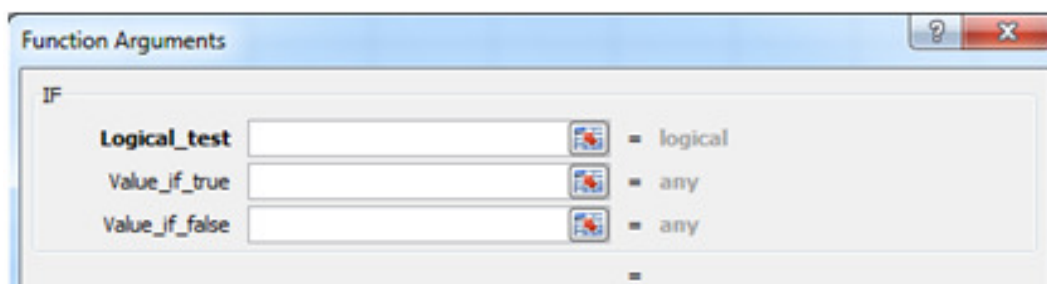 Function Arguments ?
IF
Logical_test = logical
Value_if_true = any
Value_if_false = any
=